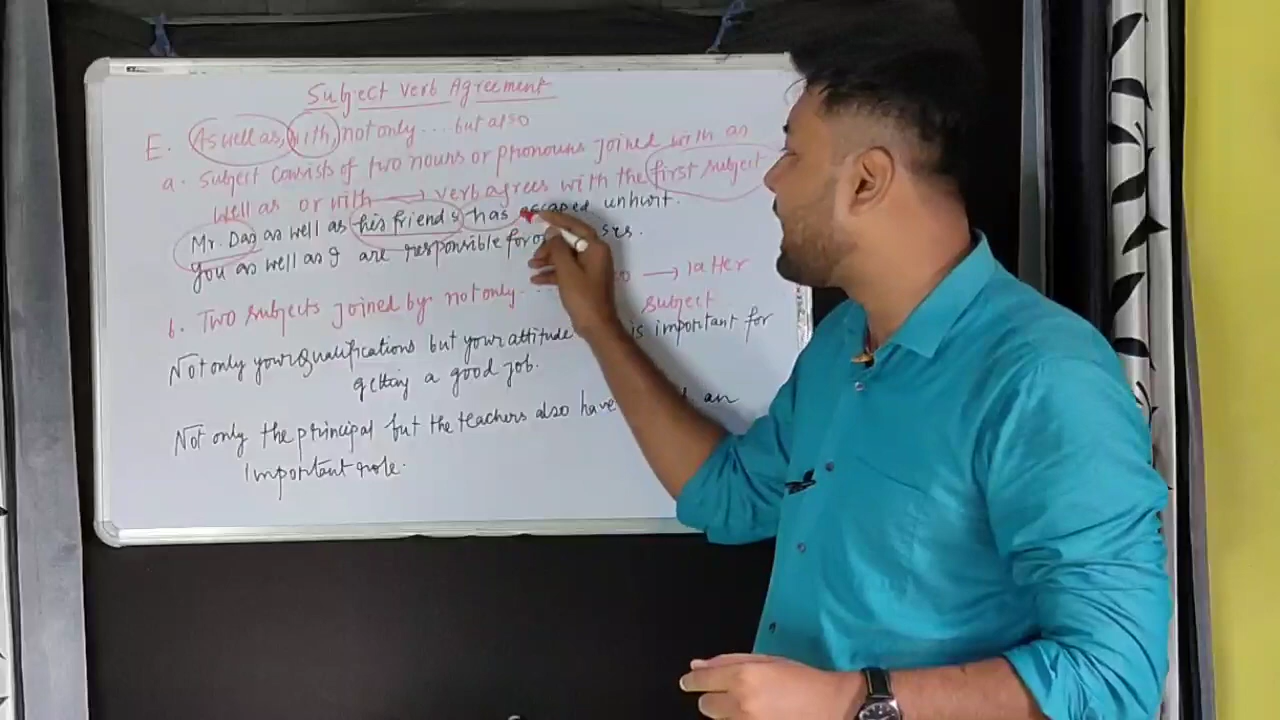 Subject Verb Agreement
E. As well as, with, not only ... but also
a. Subject consists of two nouns or pronouns joined with as
well as or with → verb agrees with the first subject
Mr. Das as well as his friends has escaped unhurt.
You as well as I are responsible for
b. Two subjects joined by not only ... → latter
subject
Not only your qualifications but your attitude is important for
getting a good job.
Not only the principal but the teachers also have an
important role.